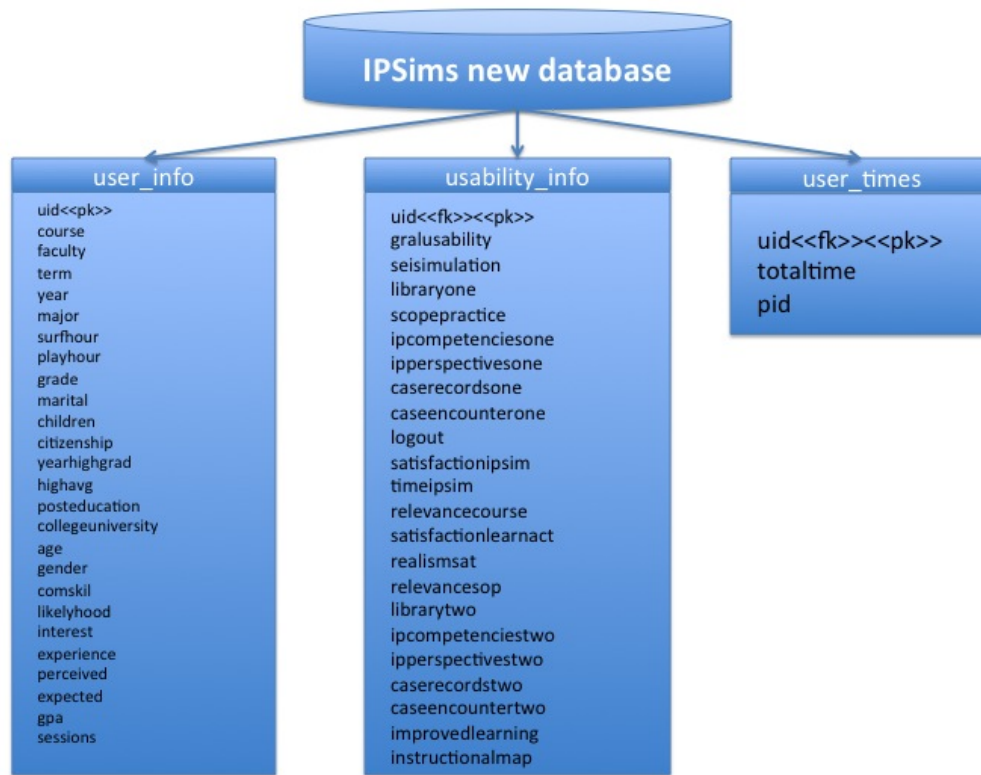 IPSims new database
user_info
uid<<pk>>
course
faculty
term
year
major
surfhour
playhour
grade
marital
children
citizenship
yearhighgrad
highavg
posteducation
collegeuniversity
age
gender
comskil
likelyhood
interest
experience
perceived
expected
gpa
sessions
usability_info
uid<<fk>><<pk>>
gralusability
seisimulation
libraryone
scopepractice
ipcompetenciesone
ipperspectivesone
caserecordsone
caseencounterone
logout
satisfactionipsim
timeipsim
relevancecourse
satisfactionlearnact
realismsat
relevancesop
librarytwo
ipcompetenciestwo
ipperspectivestwo
caserecordstwo
caseencountertwo
improvedlearning
instructionalmap
user_times
uid<<fk>><<pk>>
totaltime
pid